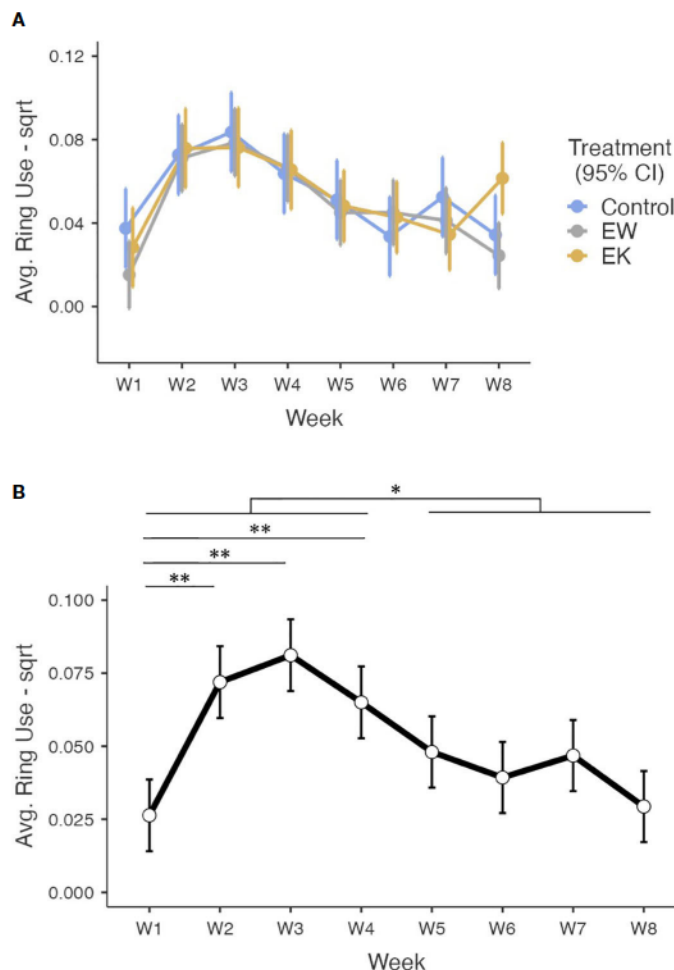 A
0.12
0.08
0.04
0.00
Avg. Ring Use - sqrt
W1 W2 W3 W4 W5 W6 W7 W8
Week
Treatment
(95% CI)
Control
EW
EK
B
*
**
**
**
0.100
0.075
0.050
0.025
0.000
Avg. Ring Use - sqrt
W1 W2 W3 W4 W5 W6 W7 W8
Week